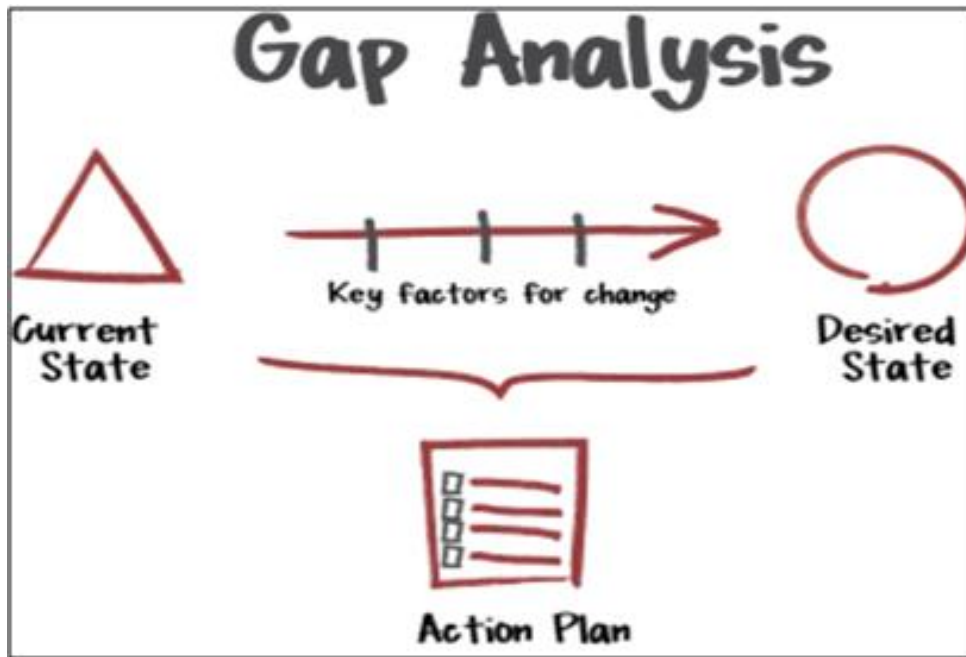 Gap Analysis
Key factors for change
Current
State
Desired
State
Action Plan